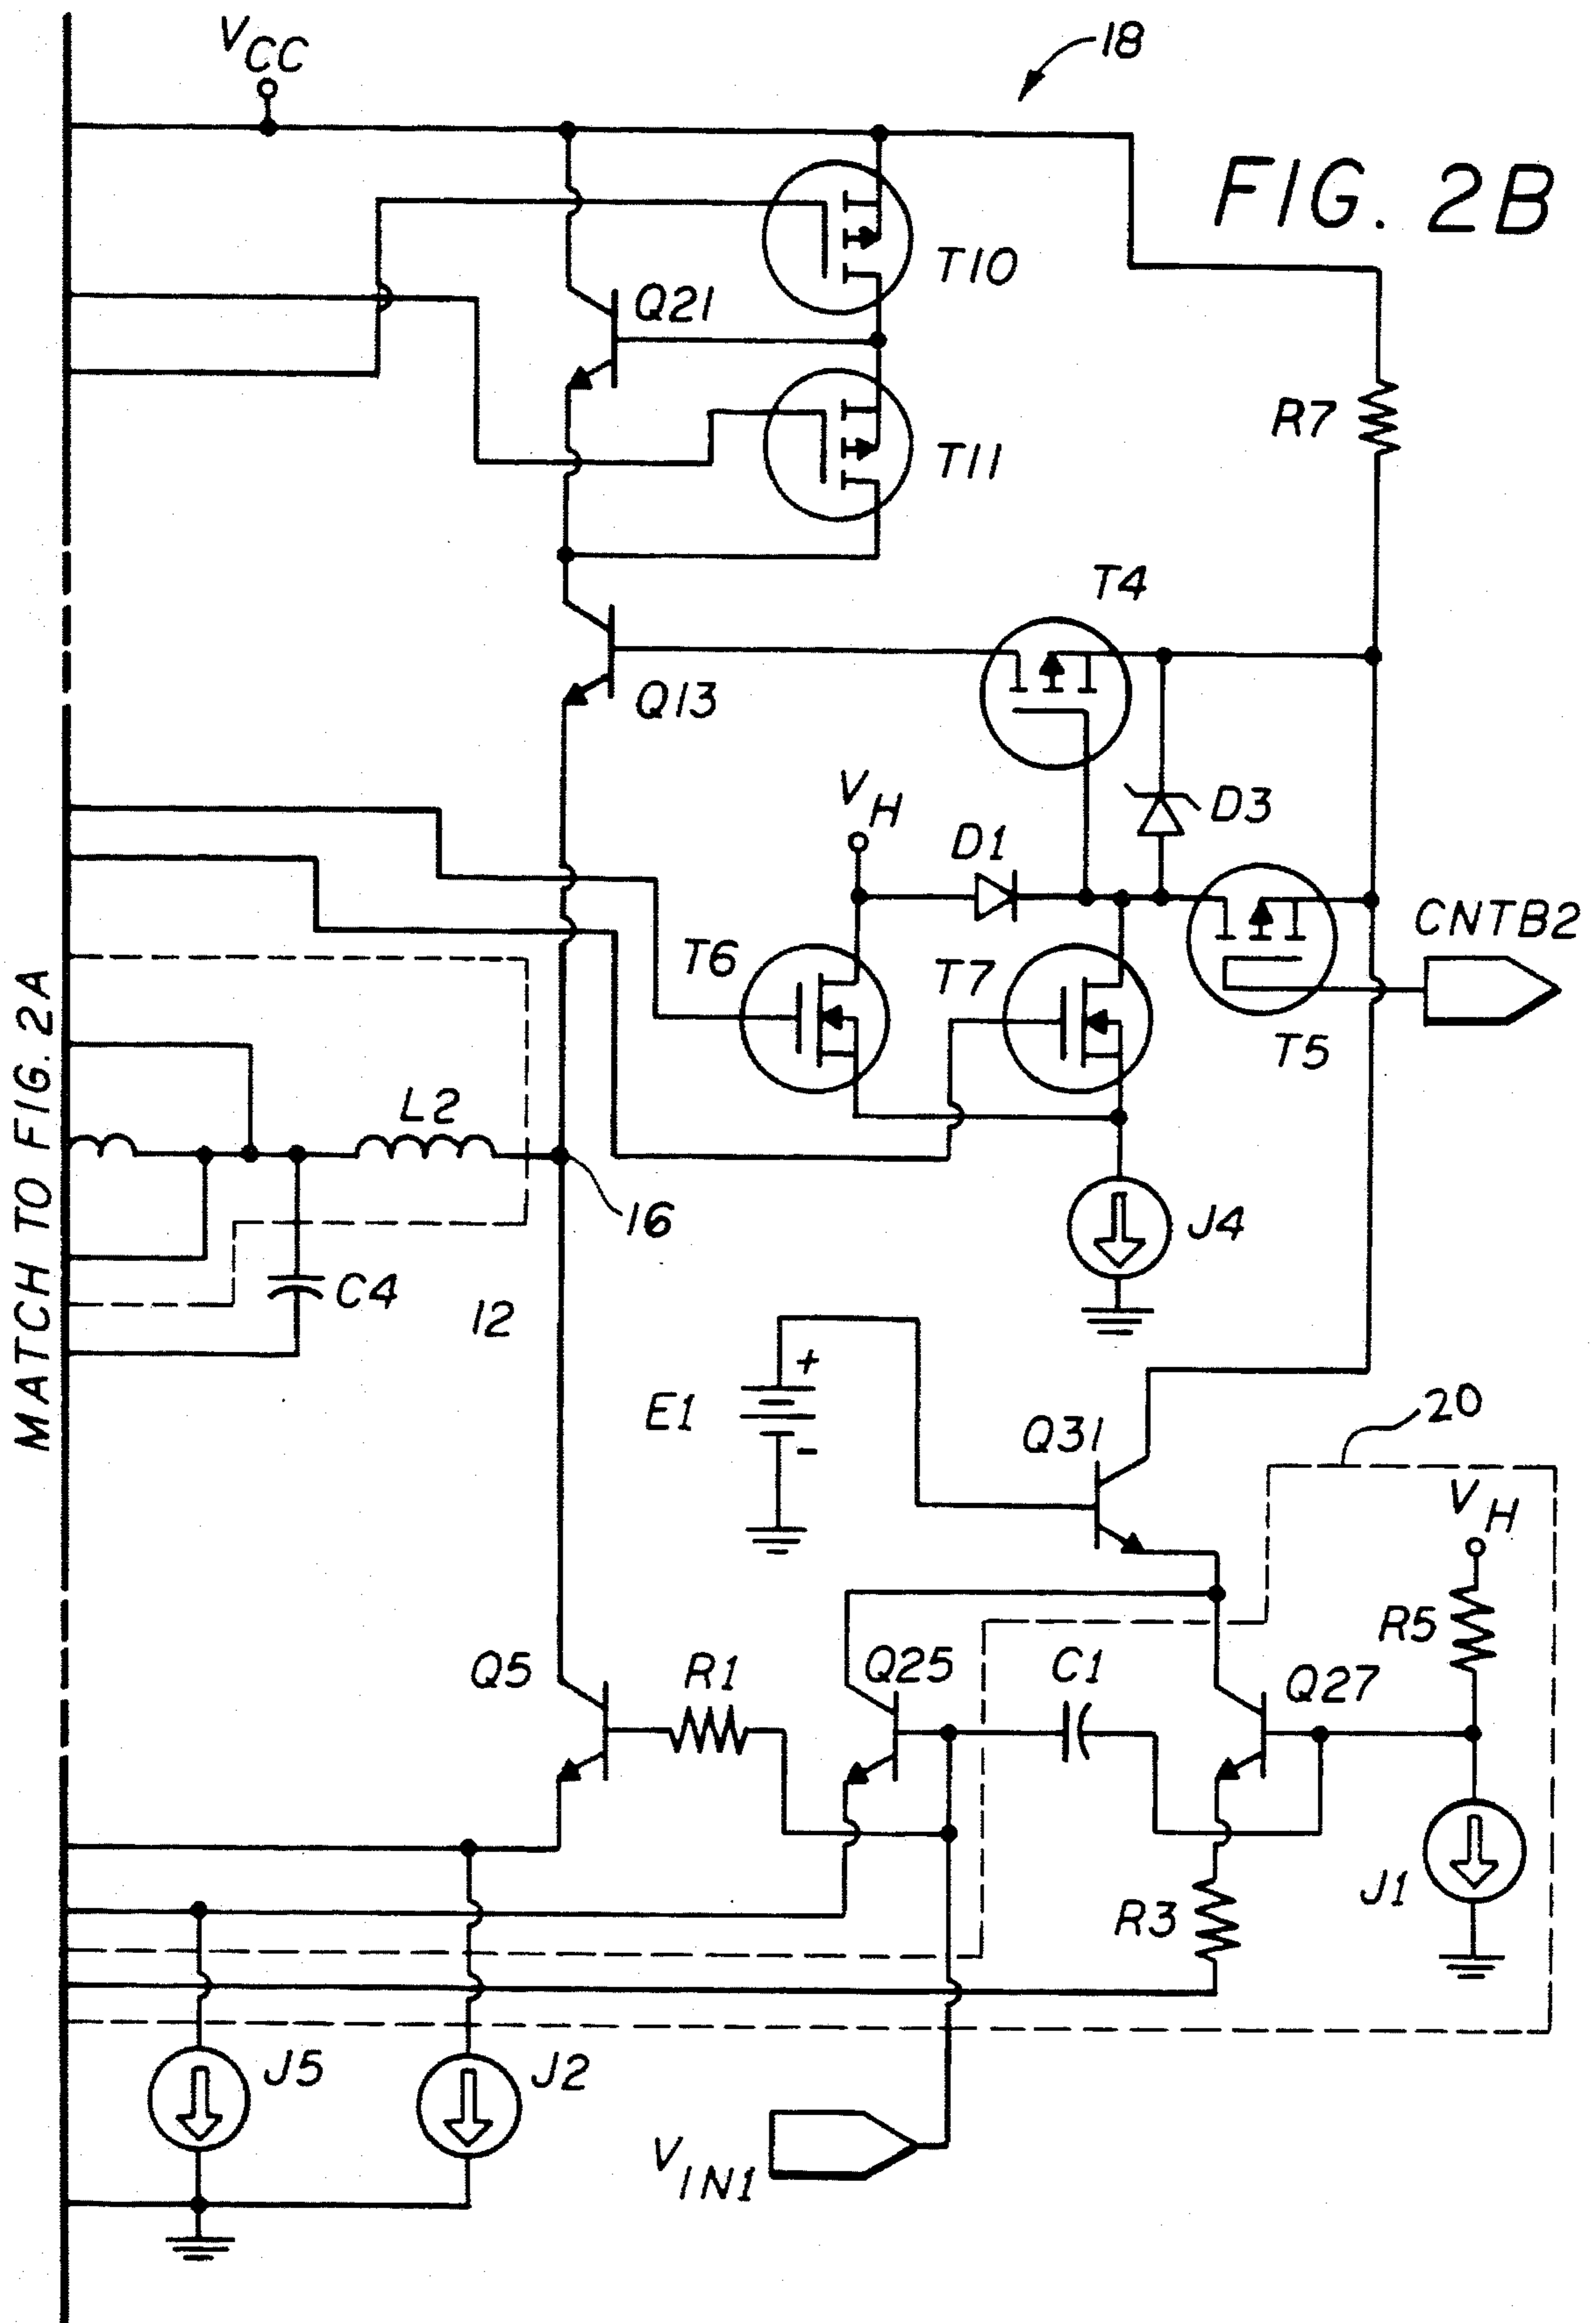 VCC
18
FIG. 2B
T10
Q21
R7
T11
T4
Q13
VH
D1
D3
CNTB2
T6
T7
T5
MATCH TO FIG. 2A
L2
16
J4
C4
12
+
E1
-
Q31
20
VH
R5
Q5
R1
Q25
C1
Q27
J1
R3
J5
J2
VIN1